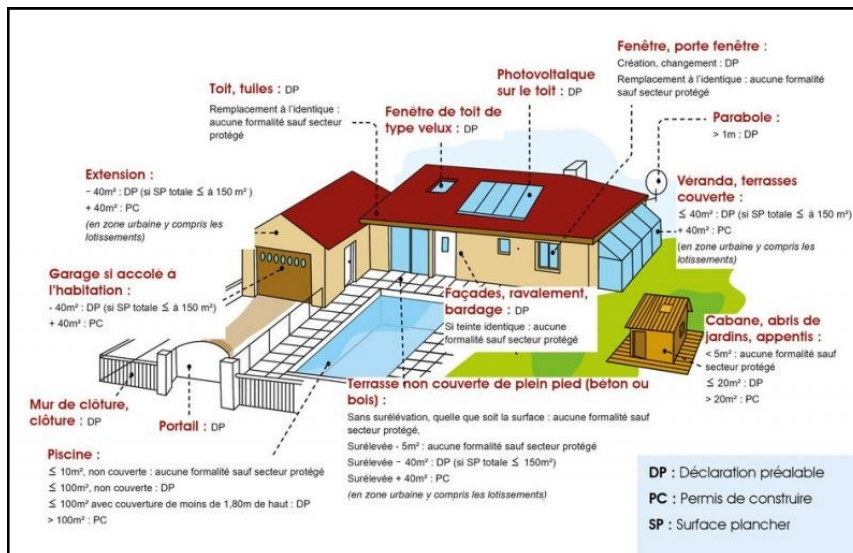 Fenêtre, porte fenêtre :
Création, changement : DP
Remplacement à l'identique : aucune formalité
sauf secteur protégé
Photovoltaïque
sur le toit : DP
Toit, tuiles : DP
Remplacement à l'identique :
aucune formalité sauf secteur
protégé
Fenêtre de toit de
type velux : DP
Parabole :
> 1m : DP
Extension :
- 40m² : DP (si SP totale ≤ à 150 m² )
+ 40m² : PC
(en zone urbaine y compris les
lotissements)
Véranda, terrasses
couverte :
≤ 40m² : DP (si SP totale ≤ à 150 m²)
+ 40m² : PC
(en zone urbaine y compris les
lotissements)
Garage si accolé à
l'habitation :
- 40m² : DP (si SP totale ≤ à 150 m²)
+ 40m² : PC
Façades, ravalement,
bardage : DP
Si teinte identique : aucune
formalité sauf secteur protégé
Cabane, abris de
jardins, appentis :
< 5m² : aucune formalité sauf
secteur protégé
≤ 20m² : DP
> 20m² : PC
Mur de clôture,
clôture : DP
Portail : DP
Terrasse non couverte de plein pied (béton ou
bois) :
Sans surélévation, quelle que soit la surface : aucune formalité sauf
secteur protégé,
Surélevée - 5m² : aucune formalité sauf secteur protégé
Surélevée - 40m² : DP (si SP totale ≤ 150m²)
Surélevée + 40m² : PC
(en zone urbaine y compris les lotissements)
Piscine :
≤ 10m², non couverte : aucune formalité sauf secteur protégé
≤ 100m², non couverte : DP
≤ 100m² avec couverture de moins de 1,80m de haut : DP
> 100m² : PC
DP : Déclaration préalable
PC : Permis de construire
SP : Surface plancher